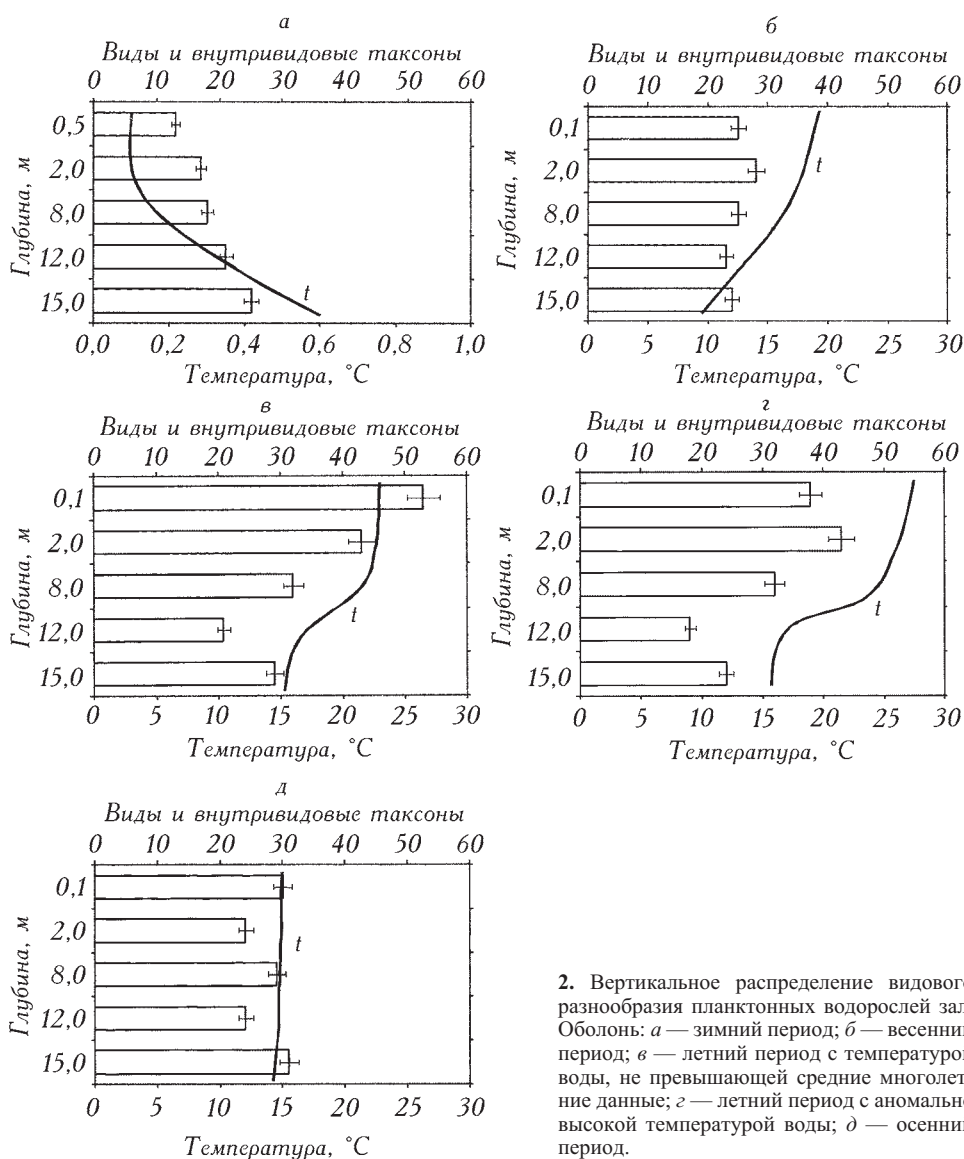 а
Виды и внутривидовые таксоны
0 10 20 30 40 50 60
Глубина, м
0,5
2,0
8,0
12,0
15,0
t
0,0 0,2 0,4 0,6 0,8 1,0
Температура, °С
б
Виды и внутривидовые таксоны
0 10 20 30 40 50 60
Глубина, м
0,1
2,0
8,0
12,0
15,0
t
0 5 10 15 20 25 30
Температура, °С
в
Виды и внутривидовые таксоны
0 10 20 30 40 50 60
Глубина, м
0,1
2,0
8,0
12,0
15,0
t
0 5 10 15 20 25 30
Температура, °С
г
Виды и внутривидовые таксоны
0 10 20 30 40 50 60
Глубина, м
0,1
2,0
8,0
12,0
15,0
t
0 5 10 15 20 25 30
Температура, °С
д
Виды и внутривидовые таксоны
0 10 20 30 40 50 60
Глубина, м
0,1
2,0
8,0
12,0
15,0
t
0 5 10 15 20 25 30
Температура, °С
2. Вертикальное распределение видового
разнообразия планктонных водорослей зал.
Оболонь: а — зимний период; б — весенний
период; в — летний период с температурой
воды, не превышающей средние многолет-
ние данные; г — летний период с аномально
высокой температурой воды; д — осенний
период.